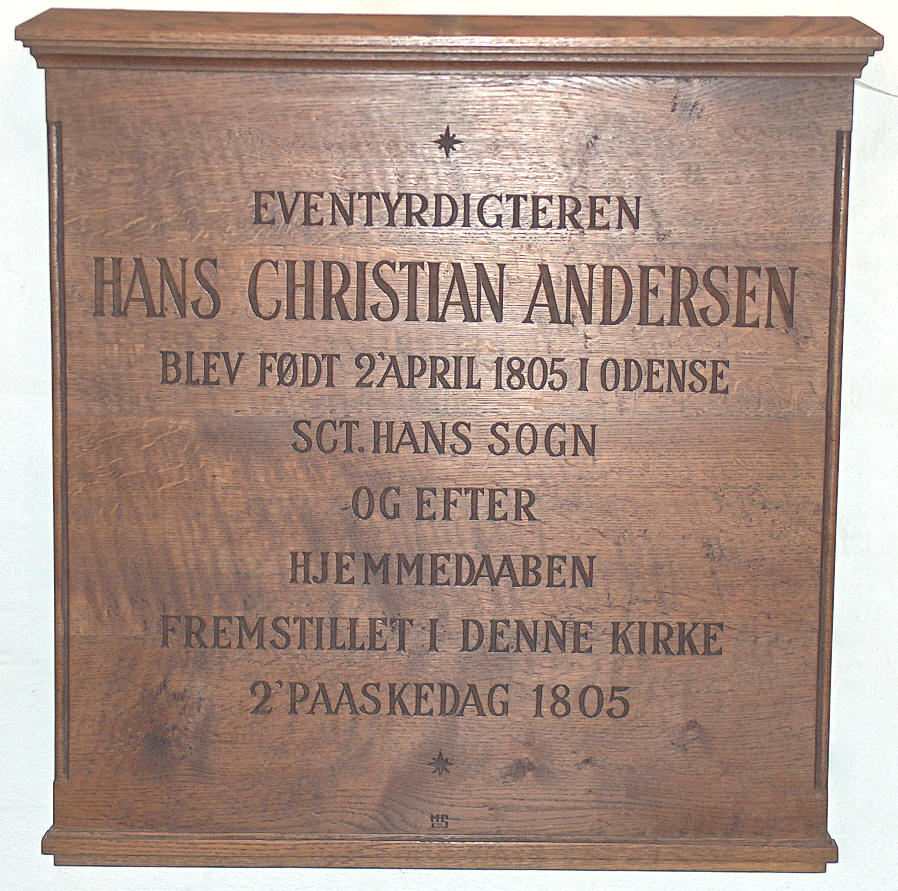 EVENTYRDIGTEREN
HANS CHRISTIAN ANDERSEN
BLEV FØDT 2' APRIL 1805 I ODENSE
SCT. HANS SOGN
OG EFTER
HJEMMEDAABEN
FREMSTILLET I DENNE KIRKE
2' PAASKEDAG 1805